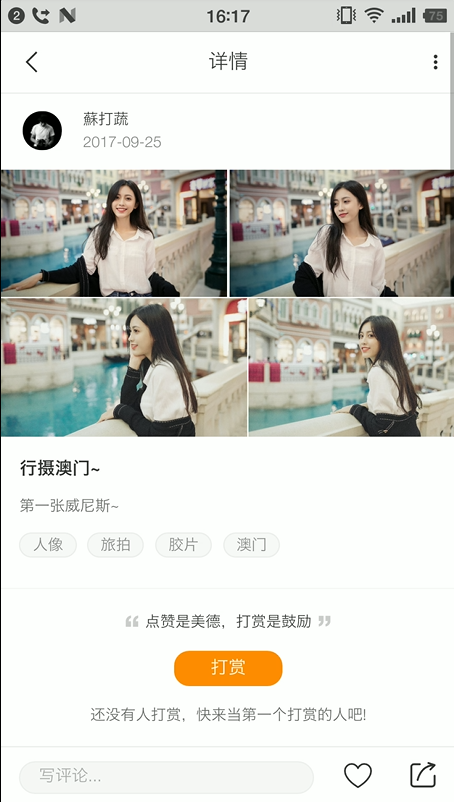 2
16:17
75
详情
蘇打蔬
2017-09-25
行摄澳门~
第一张威尼斯~
人像
旅拍
胶片
澳门
“ 点赞是美德，打赏是鼓励 ”
打赏
还没有人打赏，快来当第一个打赏的人吧!
写评论...